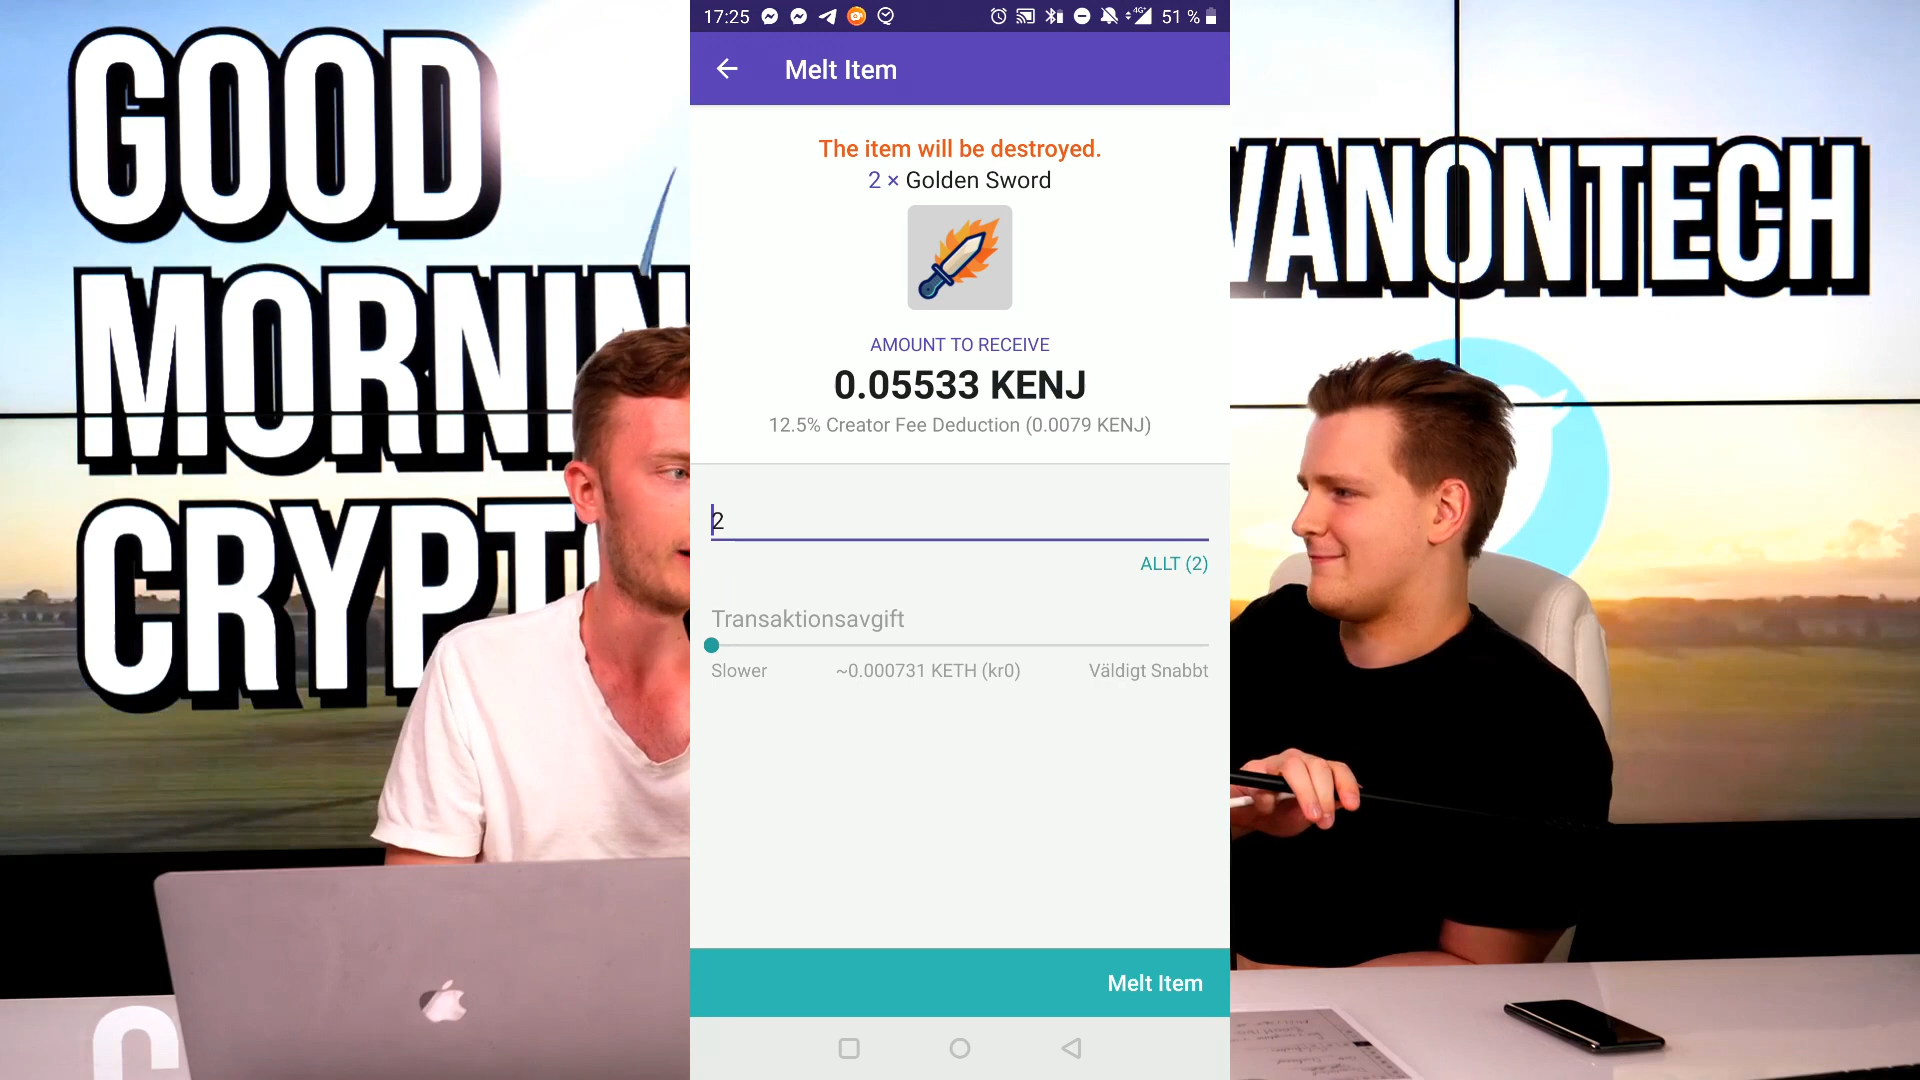 GOOD
MORNIN
CRYPT
VANONTECH
17:25
4G+
51 %
Melt Item
The item will be destroyed.
2 × Golden Sword
AMOUNT TO RECEIVE
0.05533 KENJ
12.5% Creator Fee Deduction (0.0079 KENJ)
2
ALLT (2)
Transaktionsavgift
Slower
~0.000731 KETH (kr0)
Väldigt Snabbt
Melt Item